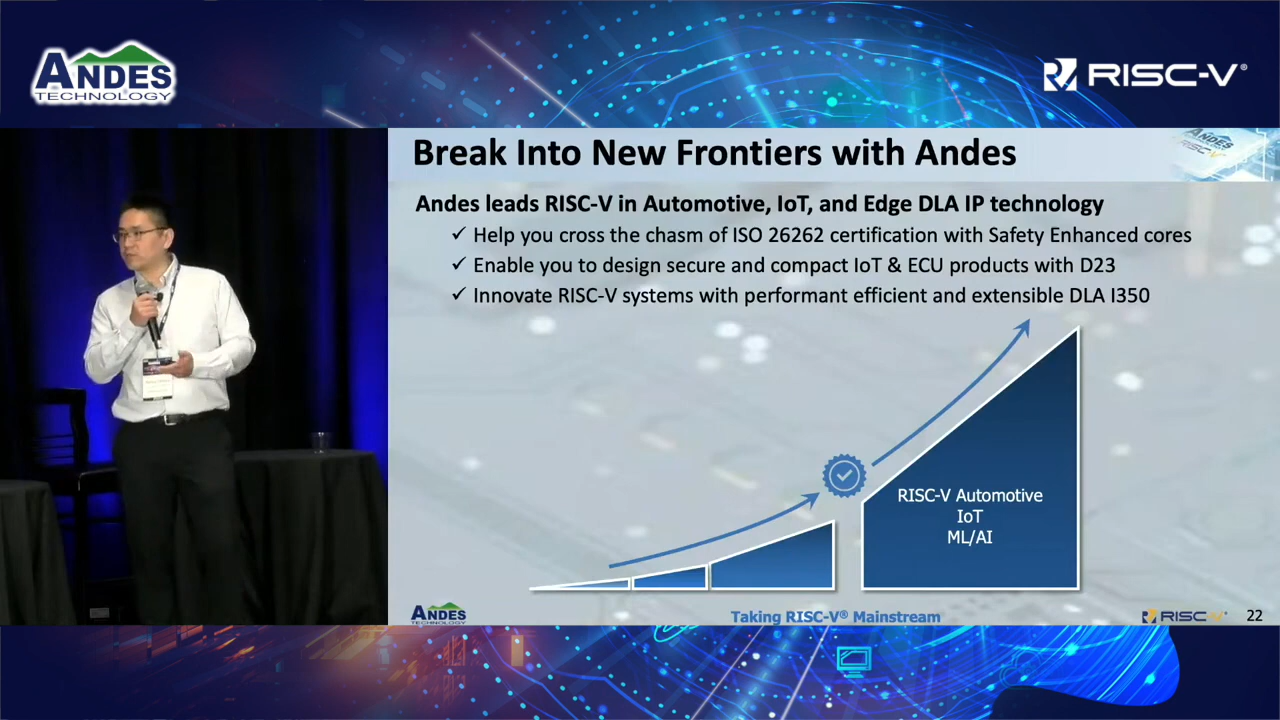 ANDES
TECHNOLOGY
RISC-V®
Break Into New Frontiers with Andes
ANDES
RISC-V
Andes leads RISC-V in Automotive, IoT, and Edge DLA IP technology
✓ Help you cross the chasm of ISO 26262 certification with Safety Enhanced cores
✓ Enable you to design secure and compact IoT & ECU products with D23
✓ Innovate RISC-V systems with performant efficient and extensible DLA I350
RISC-V Automotive
IoT
ML/AI
ANDES
TECHNOLOGY
Taking RISC-V® Mainstream
RISC-V®
22